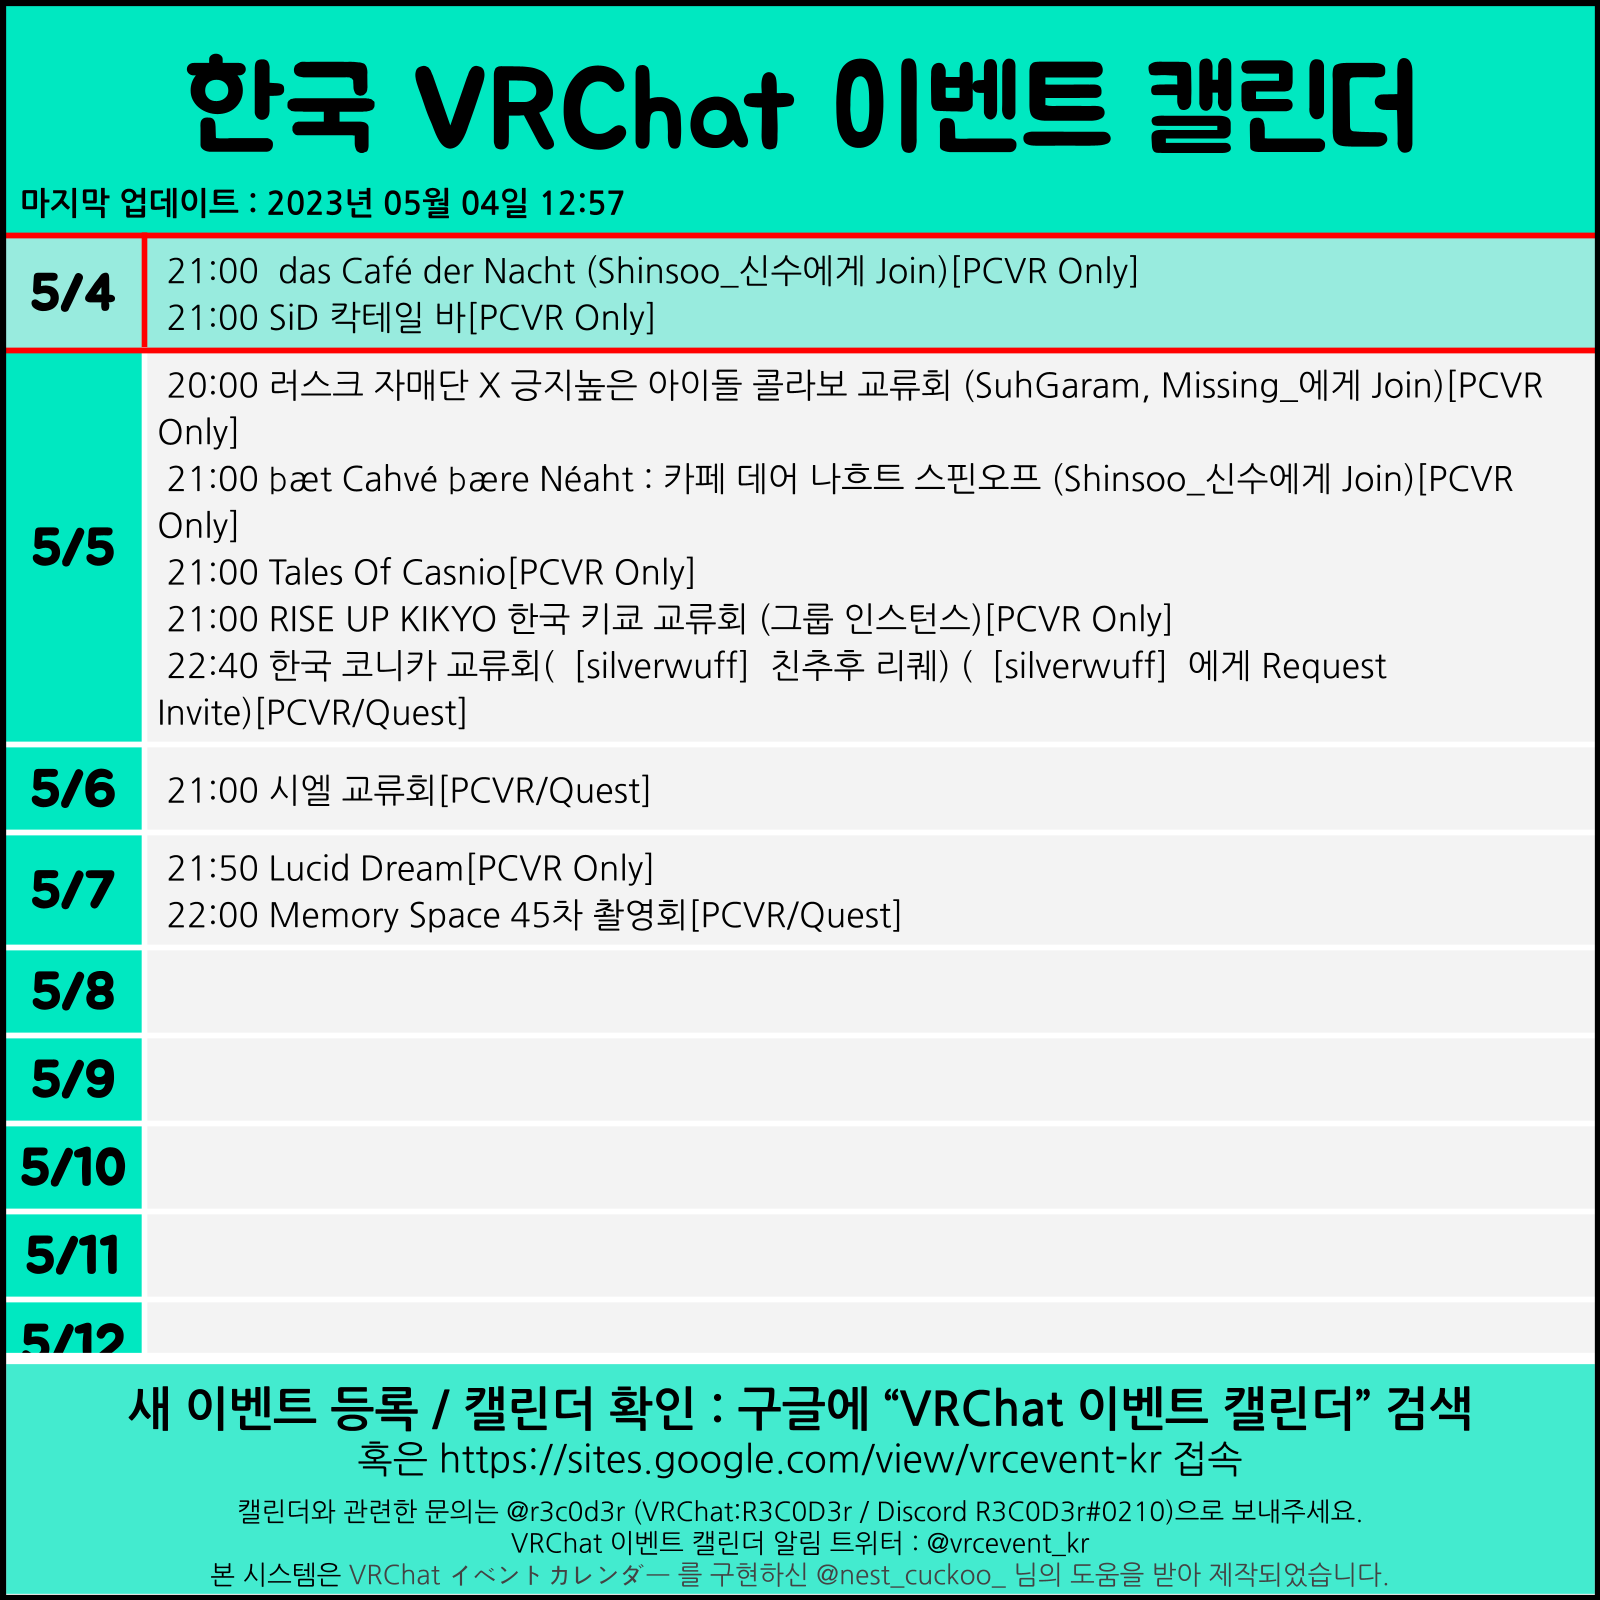 한국 VRChat 이벤트 캘린더
마지막 업데이트 : 2023년 05월 04일 12:57
5/4
21:00  das Café der Nacht (Shinsoo_신수에게 Join)[PCVR Only]
21:00 SiD 칵테일 바[PCVR Only]
5/5
20:00 러스크 자매단 X 긍지높은 아이돌 콜라보 교류회 (SuhGaram, Missing_에게 Join)[PCVR
Only]
21:00 þæt Cahvé þære Néaht : 카페 데어 나흐트 스핀오프 (Shinsoo_신수에게 Join)[PCVR
Only]
21:00 Tales Of Casnio[PCVR Only]
21:00 RISE UP KIKYO 한국 키쿄 교류회 (그룹 인스턴스)[PCVR Only]
22:40 한국 코니카 교류회(  [silverwuff]  친추후 리퀘) (  [silverwuff]  에게 Request
Invite)[PCVR/Quest]
5/6
21:00 시엘 교류회[PCVR/Quest]
5/7
21:50 Lucid Dream[PCVR Only]
22:00 Memory Space 45차 촬영회[PCVR/Quest]
5/8
5/9
5/10
5/11
5/12
새 이벤트 등록 / 캘린더 확인 : 구글에 “VRChat 이벤트 캘린더” 검색
혹은 https://sites.google.com/view/vrcevent-kr 접속
캘린더와 관련한 문의는 @r3c0d3r (VRChat:R3C0D3r / Discord R3C0D3r#0210)으로 보내주세요.
VRChat 이벤트 캘린더 알림 트위터 : @vrcevent_kr
본 시스템은 VRChat イベントカレンダー 를 구현하신 @nest_cuckoo_ 님의 도움을 받아 제작되었습니다.